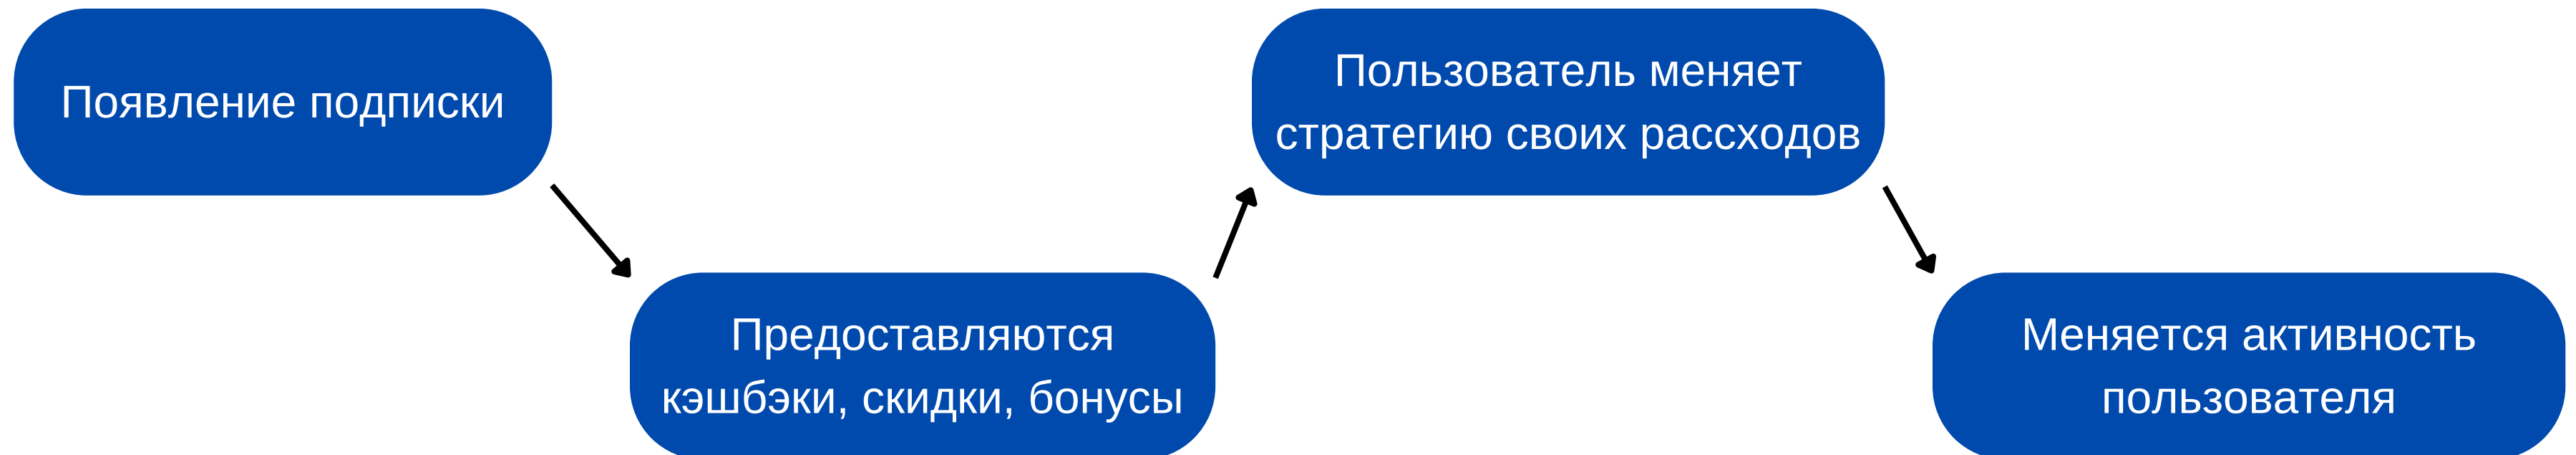 Появление подписки
Предоставляются
кэшбэки, скидки, бонусы
Пользователь меняет
стратегию своих рассходов
Меняется активность
пользователя